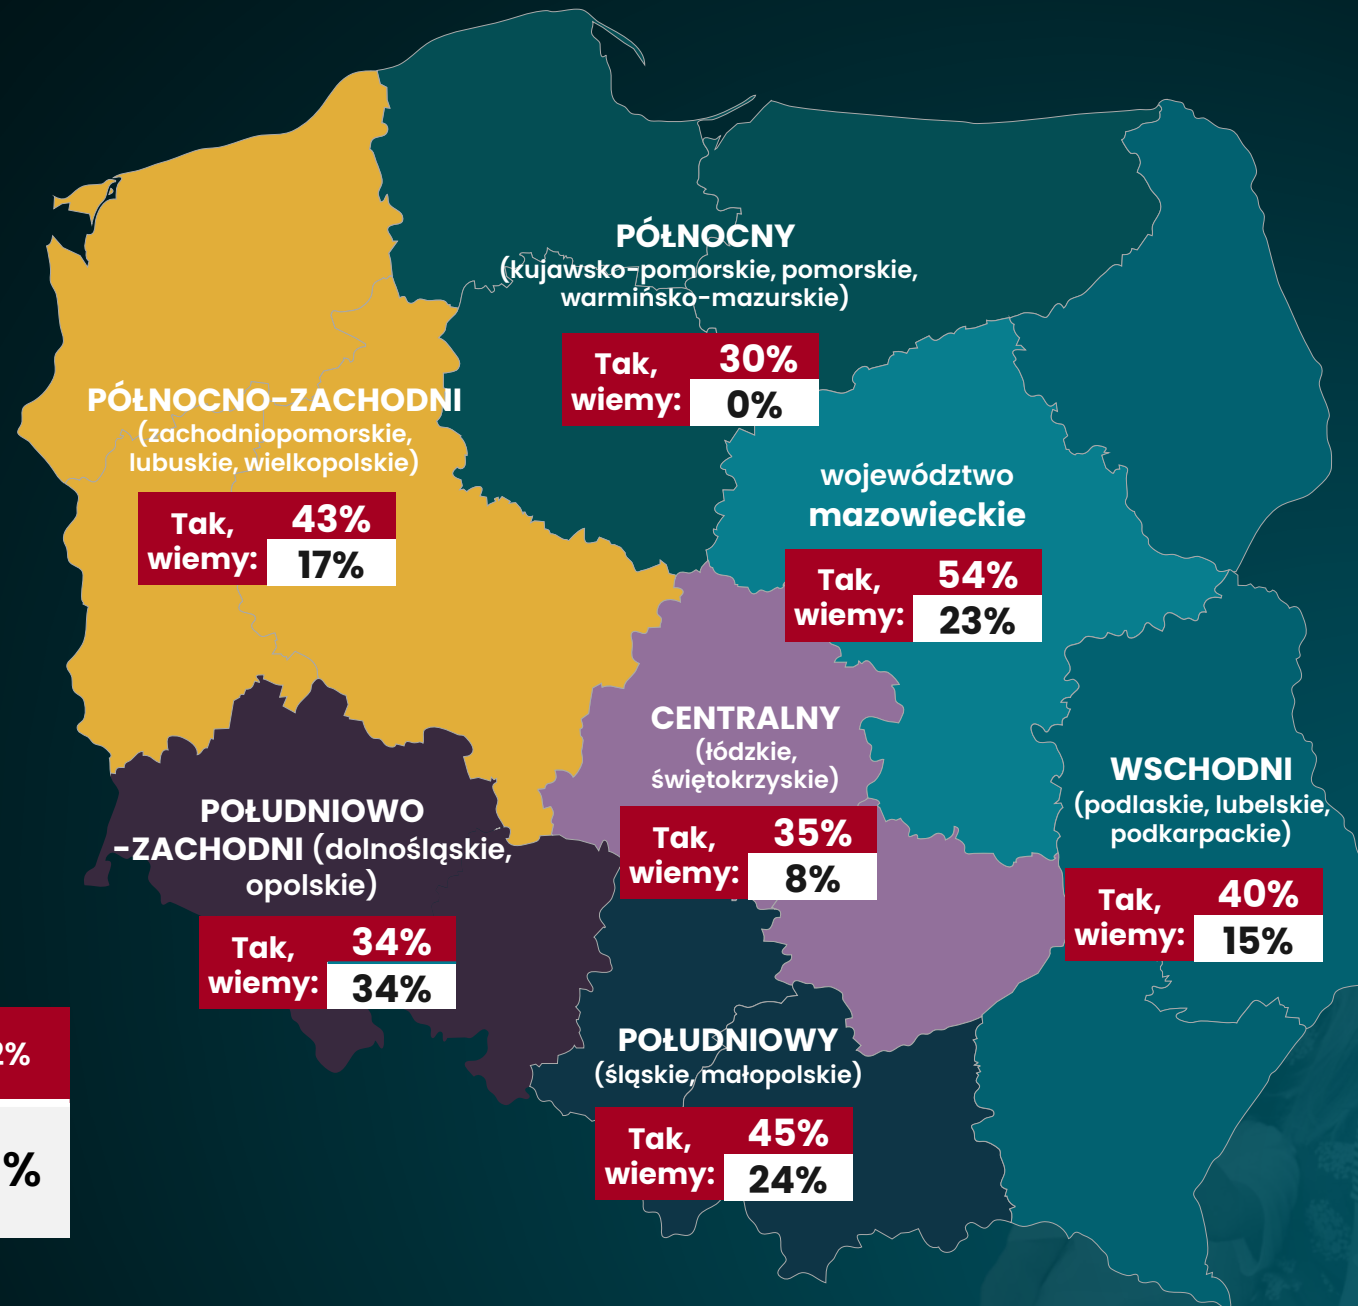 PÓŁNOCNY
(kujawsko-pomorskie, pomorskie,
warmińsko-mazurskie)
Tak,
wiemy:
30%
0%
PÓŁNOCNO-ZACHODNI
(zachodniopomorskie,
lubuskie, wielkopolskie)
Tak,
wiemy:
43%
17%
województwo
mazowieckie
Tak,
wiemy:
54%
23%
CENTRALNY
(łódzkie,
świętokrzyskie)
Tak,
wiemy:
35%
8%
WSCHODNI
(podlaskie, lubelskie,
podkarpackie)
Tak,
wiemy:
40%
15%
POŁUDNIOWO
-ZACHODNI (dolnośląskie,
opolskie)
Tak,
wiemy:
34%
34%
POŁUDNIOWY
(śląskie, małopolskie)
Tak,
wiemy:
45%
24%
%